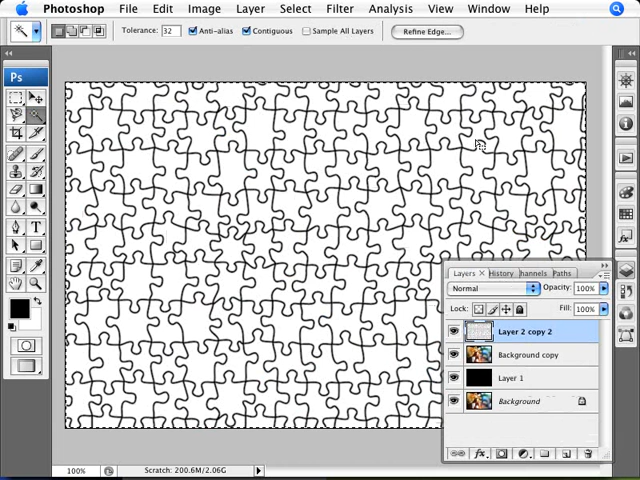 Photoshop File Edit Image Layer Select Filter Analysis View Window Help
Tolerance: 32 Anti-alias Contiguous Sample All Layers Refine Edge...
Ps
Layers × History hannels Paths
Normal Opacity: 100%
Lock: Fill: 100%
Layer 2 copy 2
Background copy
Layer 1
Background
fx
100% Scratch: 200.6M/2.06G